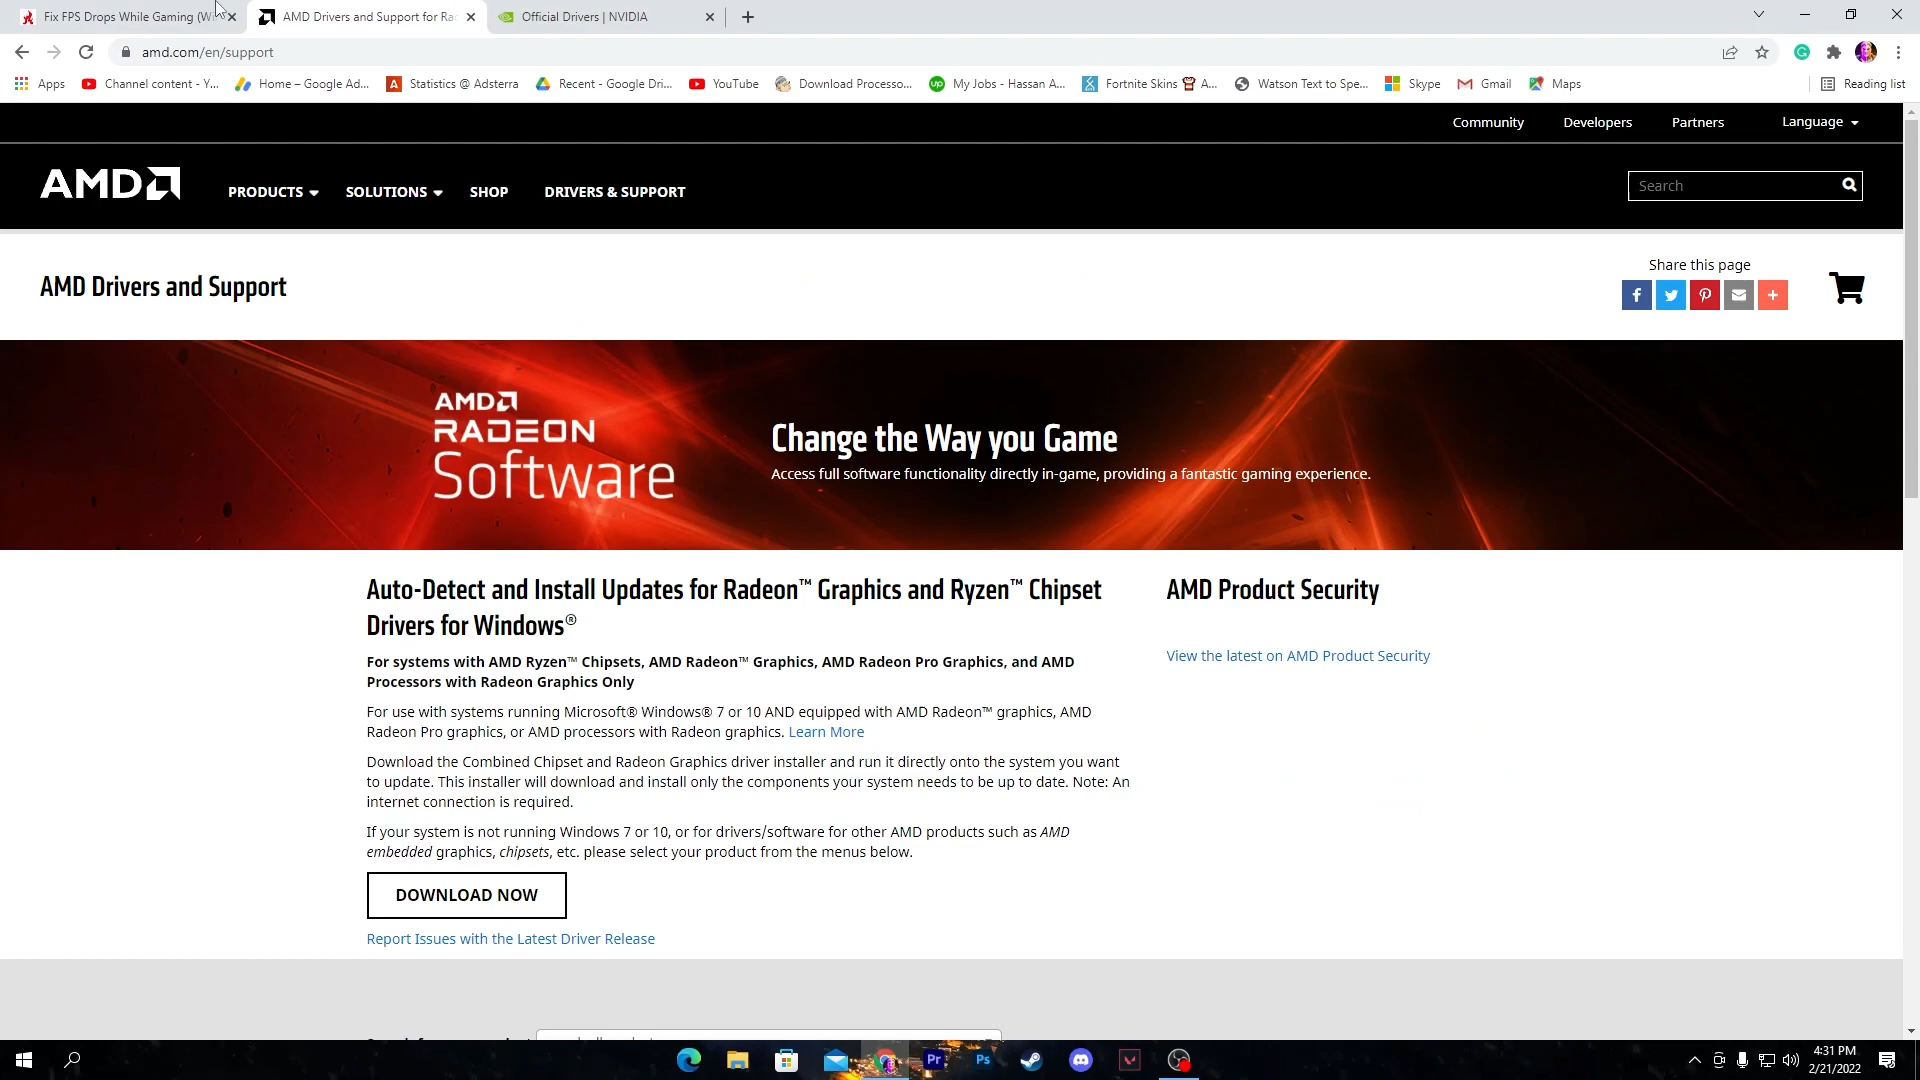 Fix FPS Drops While Gaming (Wi
AMD Drivers and Support for Ra
Official Drivers | NVIDIA
amd.com/en/support
Apps
Channel content - Y...
Home – Google Ad...
Statistics @ Adsterra
Recent - Google Dri...
YouTube
Download Processo...
My Jobs - Hassan A...
Fortnite Skins A...
Watson Text to Spe...
Skype
Gmail
Maps
Reading list
Community
Developers
Partners
Language
AMD
PRODUCTS
SOLUTIONS
SHOP
DRIVERS & SUPPORT
Search
AMD Drivers and Support
Share this page
AMD
RADEON
Software
Change the Way you Game
Access full software functionality directly in-game, providing a fantastic gaming experience.
Auto-Detect and Install Updates for Radeon™ Graphics and Ryzen™ Chipset
Drivers for Windows®
For systems with AMD Ryzen™ Chipsets, AMD Radeon™ Graphics, AMD Radeon Pro Graphics, and AMD
Processors with Radeon Graphics Only
For use with systems running Microsoft® Windows® 7 or 10 AND equipped with AMD Radeon™ graphics, AMD
Radeon Pro graphics, or AMD processors with Radeon graphics. Learn More
Download the Combined Chipset and Radeon Graphics driver installer and run it directly onto the system you want
to update. This installer will download and install only the components your system needs to be up to date. Note: An
internet connection is required.
If your system is not running Windows 7 or 10, or for drivers/software for other AMD products such as AMD
embedded graphics, chipsets, etc. please select your product from the menus below.
DOWNLOAD NOW
Report Issues with the Latest Driver Release
AMD Product Security
View the latest on AMD Product Security
Pr
Ps
4:31 PM
2/21/2022